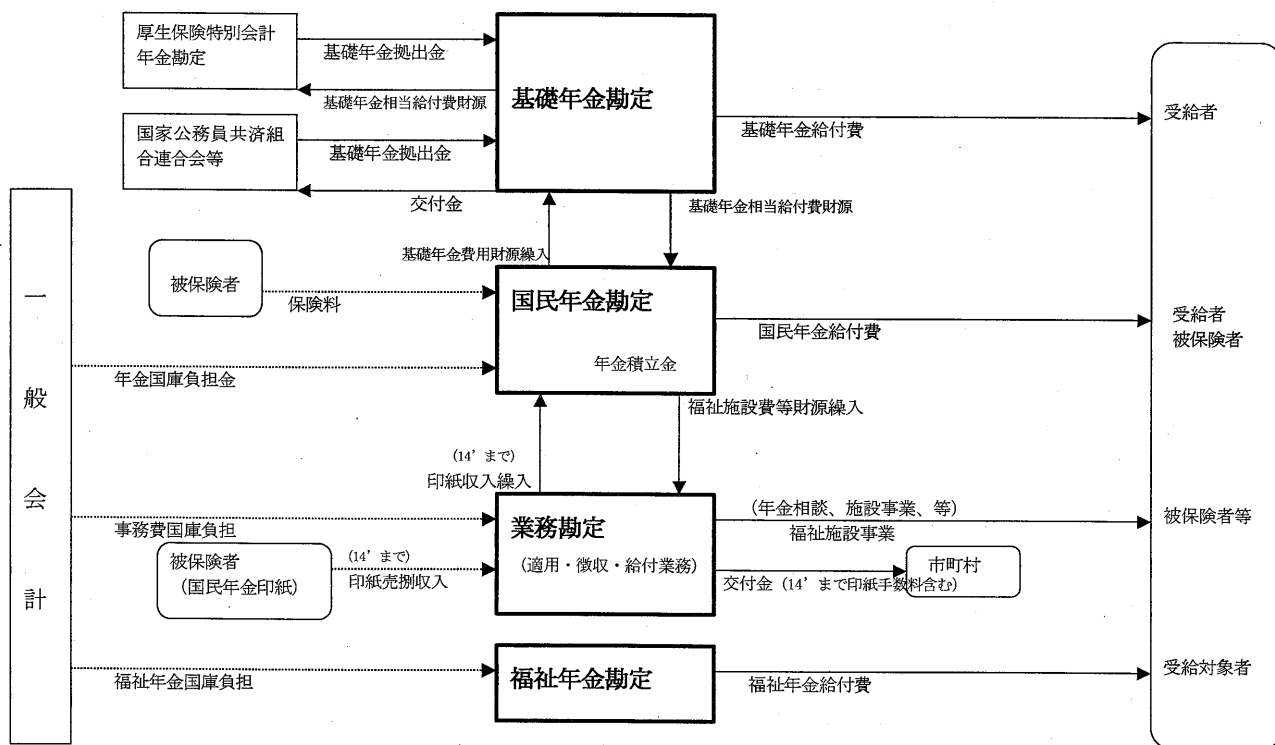 厚生保険特別会計
年金勘定
基礎年金拠出金
基礎年金相当給付費財源
国家公務員共済組
合連合会等
基礎年金拠出金
交付金
基礎年金勘定
基礎年金給付費
受給者
基礎年金費用財源繰入
基礎年金相当給付費財源
一般会計
被保険者
保険料
国民年金勘定
年金積立金
国民年金給付費
受給者
被保険者
年金国庫負担金
福祉施設費等財源繰入
(14’まで)
印紙収入繰入
事務費国庫負担
業務勘定
(適用・徴収・給付業務)
(年金相談、施設事業、等)
福祉施設事業
被保険者等
被保険者
(国民年金印紙)
(14’まで)
印紙売捌収入
交付金(14’まで印紙手数料含む)
市町村
福祉年金国庫負担
福祉年金勘定
福祉年金給付費
受給対象者